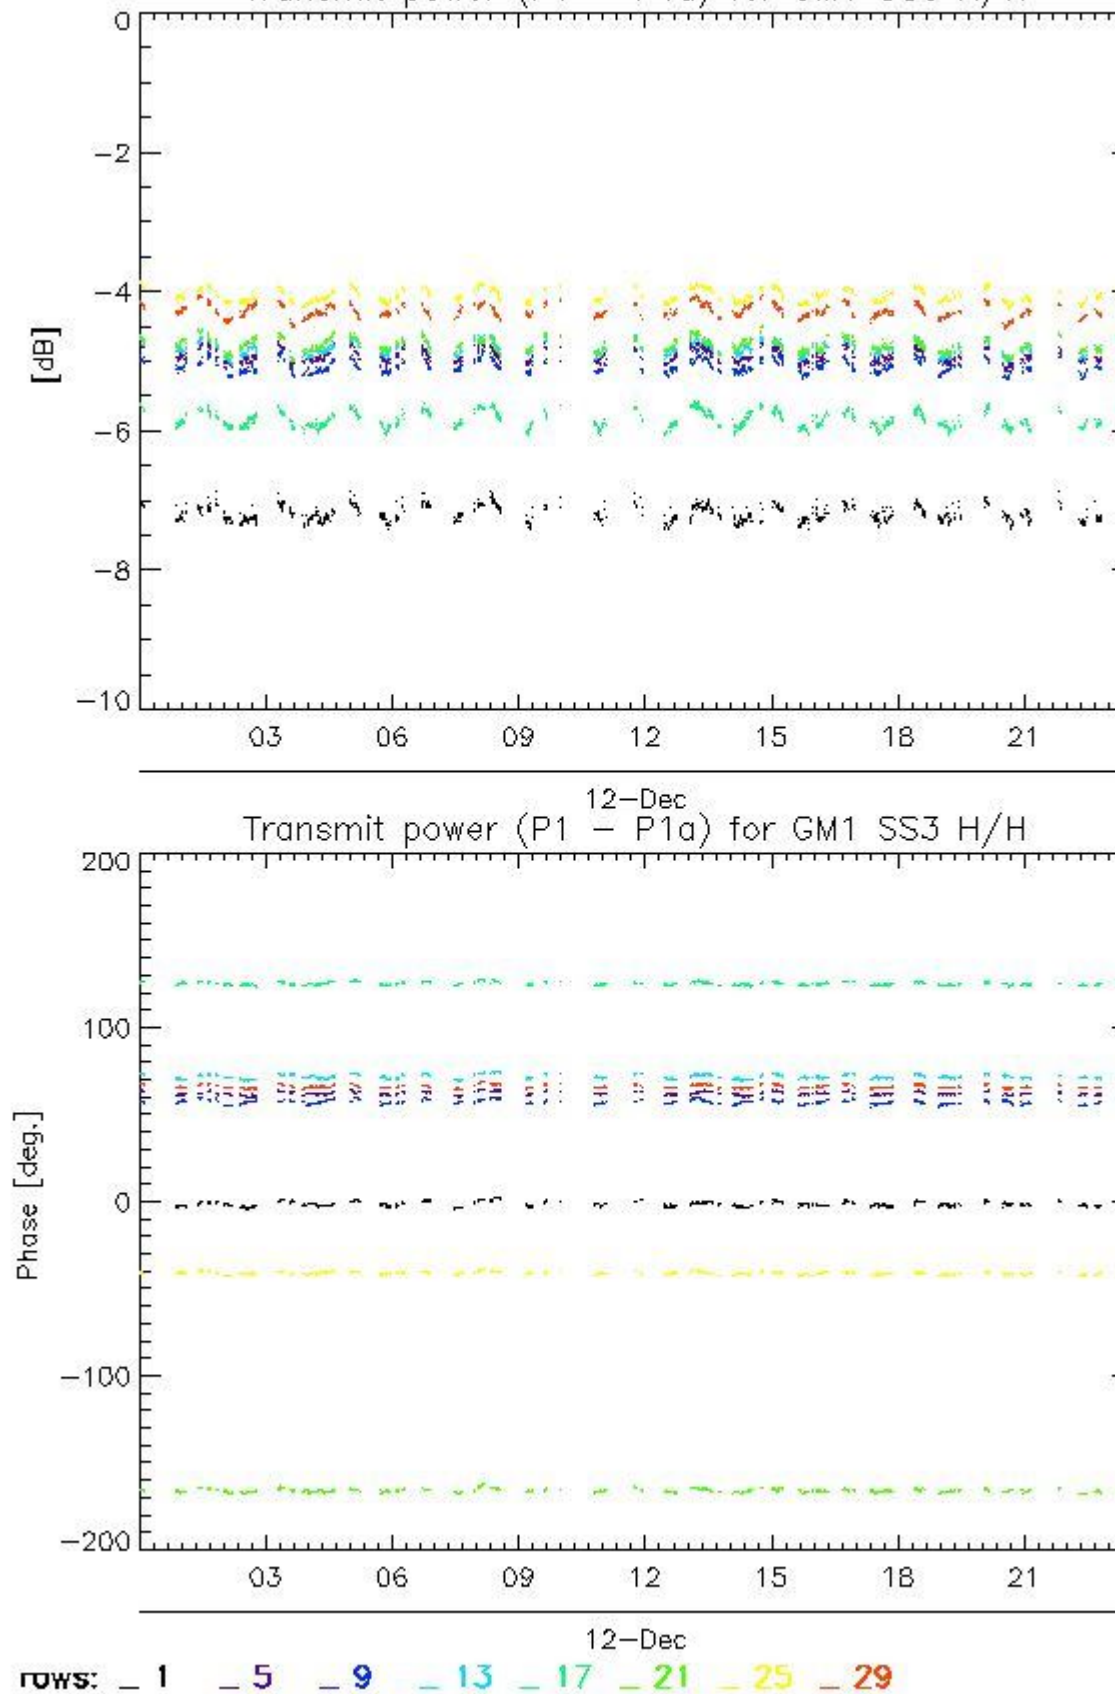 0
−2
−4
[dB]
−6
−8
−10
03 06 09 12 15 18 21
12−Dec
Transmit power (P1 − P1a) for GM1 SS3 H/H
200
100
Phase [deg.]
0
−100
−200
03 06 09 12 15 18 21
12−Dec
rows: _ 1 _ 5 _ 9 _ 13 _ 17 _ 21 _ 25 _ 29